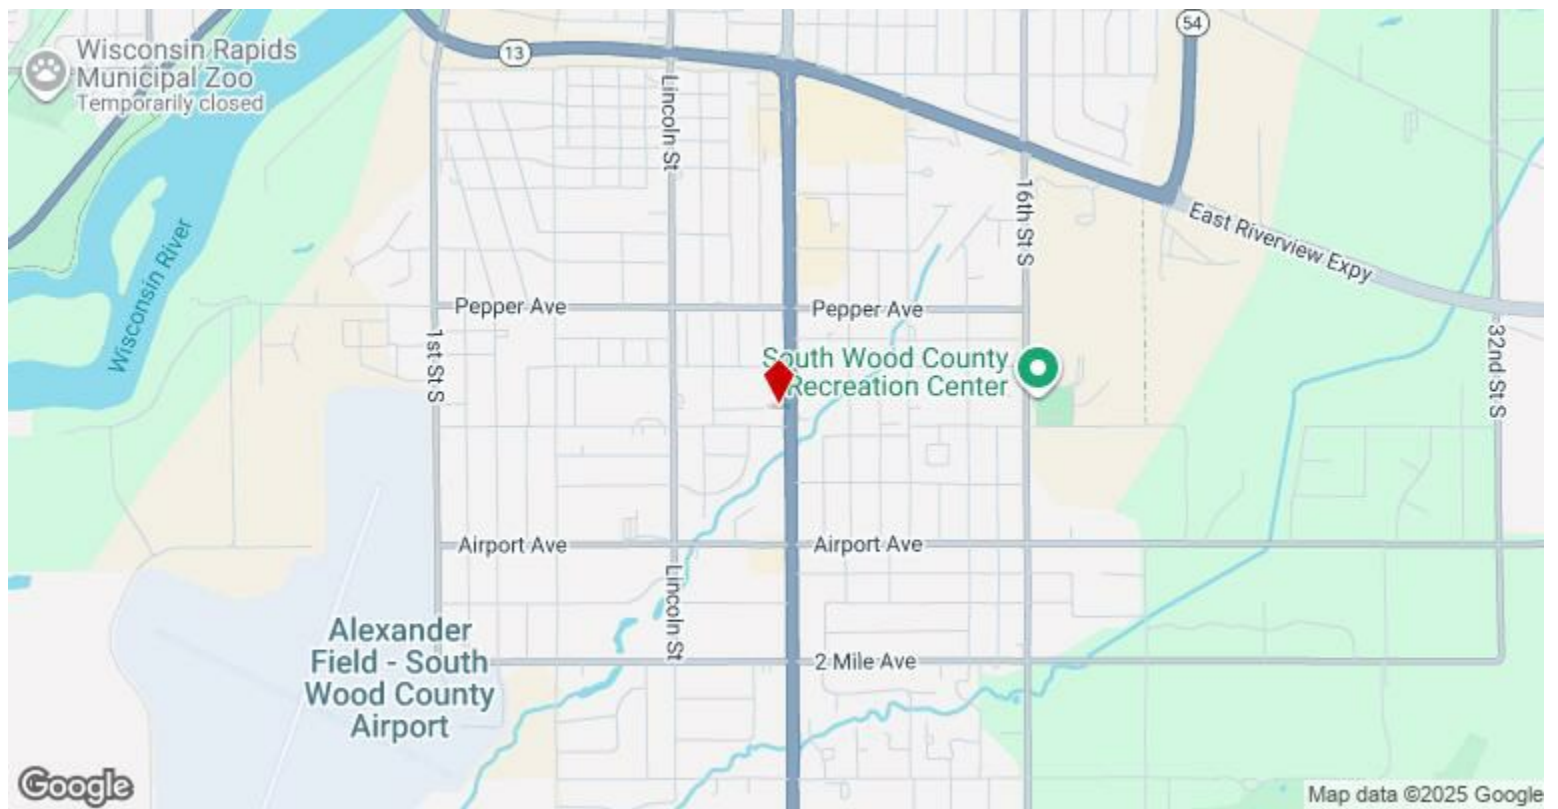 54
13
Wisconsin Rapids
Municipal Zoo
Temporarily closed
Lincoln St
16th St S
East Riverview Expy
Wisconsin River
Pepper Ave
Pepper Ave
1st St S
South Wood County
Recreation Center
32nd St S
Airport Ave
Airport Ave
Lincoln St
Alexander
Field - South
Wood County
Airport
2 Mile Ave
Google
Map data ©2025 Google